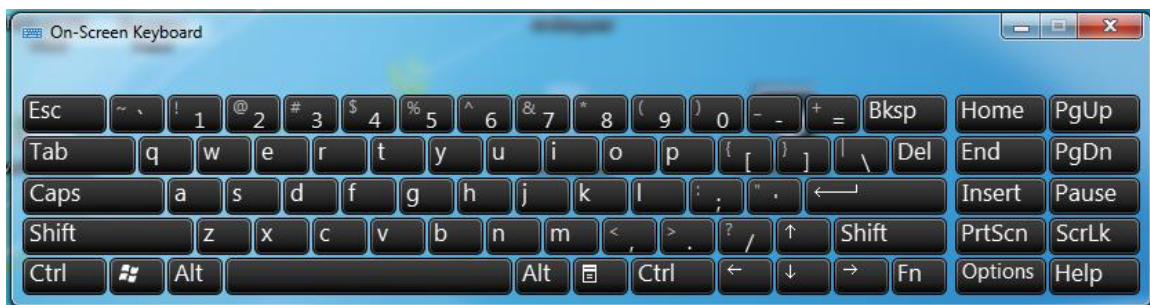 On-Screen Keyboard
Esc ~ ` ! 1 @ 2 # 3 $ 4 % 5 ^ 6 & 7 * 8 ( 9 ) 0 _ - + = Bksp Home PgUp
Tab q w e r t y u i o p { [ } ] | \ Del End PgDn
Caps a s d f g h j k l : ; " ' Insert Pause
Shift z x c v b n m < , > . ? / ↑ Shift PrtScn ScrLk
Ctrl Alt Alt Ctrl ← ↓ → Fn Options Help